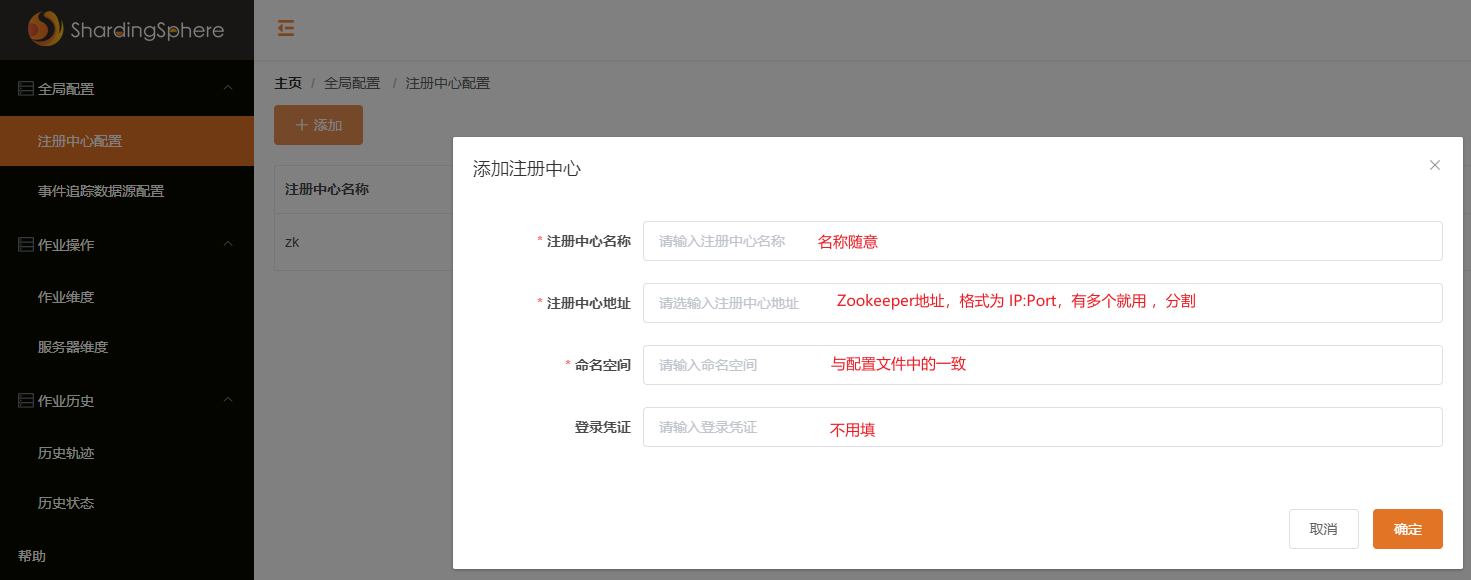 ShardingSphere
全局配置
注册中心配置
事件追踪数据源配置
作业操作
作业维度
服务器维度
作业历史
历史轨迹
历史状态
帮助
主页 / 全局配置 / 注册中心配置
+ 添加
注册中心名称
zk
添加注册中心
* 注册中心名称 请输入注册中心名称 名称随意
* 注册中心地址 请选输入注册中心地址 Zookeeper地址，格式为 IP:Port，有多个就用 ，分割
* 命名空间 请输入命名空间 与配置文件中的一致
登录凭证 请输入登录凭证 不用填
取消 确定